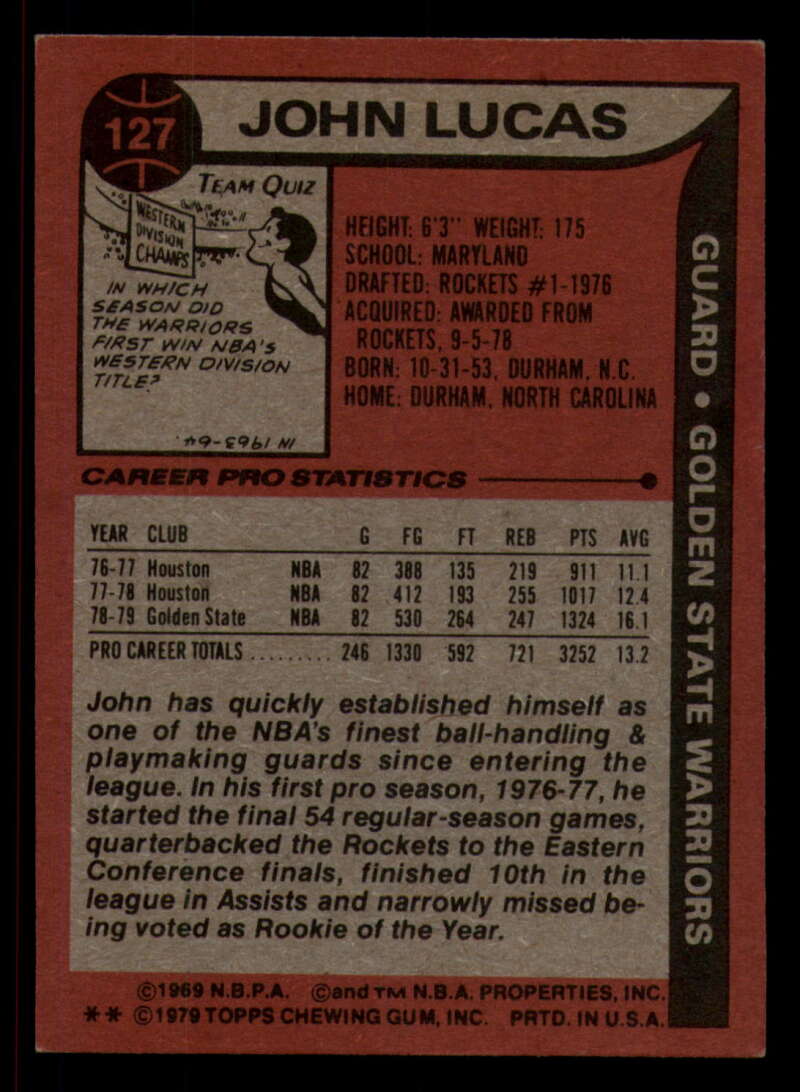 127
JOHN LUCAS
TEAM QUIZ
WESTERN
DIVISION
CHAMPS
IN WHICH
SEASON DID
THE WARRIORS
FIRST WIN NBA'S
WESTERN DIVISION
TITLE?
IN 1963-64.
HEIGHT: 6'3" WEIGHT: 175
SCHOOL: MARYLAND
DRAFTED: ROCKETS #1-1976
ACQUIRED: AWARDED FROM
ROCKETS, 9-5-78
BORN: 10-31-53, DURHAM, N.C.
HOME: DURHAM, NORTH CAROLINA
GUARD • GOLDEN STATE WARRIORS
CAREER PRO STATISTICS
YEAR CLUB G FG FT REB PTS AVG
76-77 Houston NBA 82 388 135 219 911 11.1
77-78 Houston NBA 82 412 193 255 1017 12.4
78-79 Golden State NBA 82 530 264 247 1324 16.1
PRO CAREER TOTALS ......... 246 1330 592 721 3252 13.2
John has quickly established himself as
one of the NBA's finest ball-handling &
playmaking guards since entering the
league. In his first pro season, 1976-77, he
started the final 54 regular-season games,
quarterbacked the Rockets to the Eastern
Conference finals, finished 10th in the
league in Assists and narrowly missed be-
ing voted as Rookie of the Year.
©1969 N.B.P.A. ©and TM N.B.A. PROPERTIES, INC.
** ©1979 TOPPS CHEWING GUM, INC. PRTD. IN U.S.A.